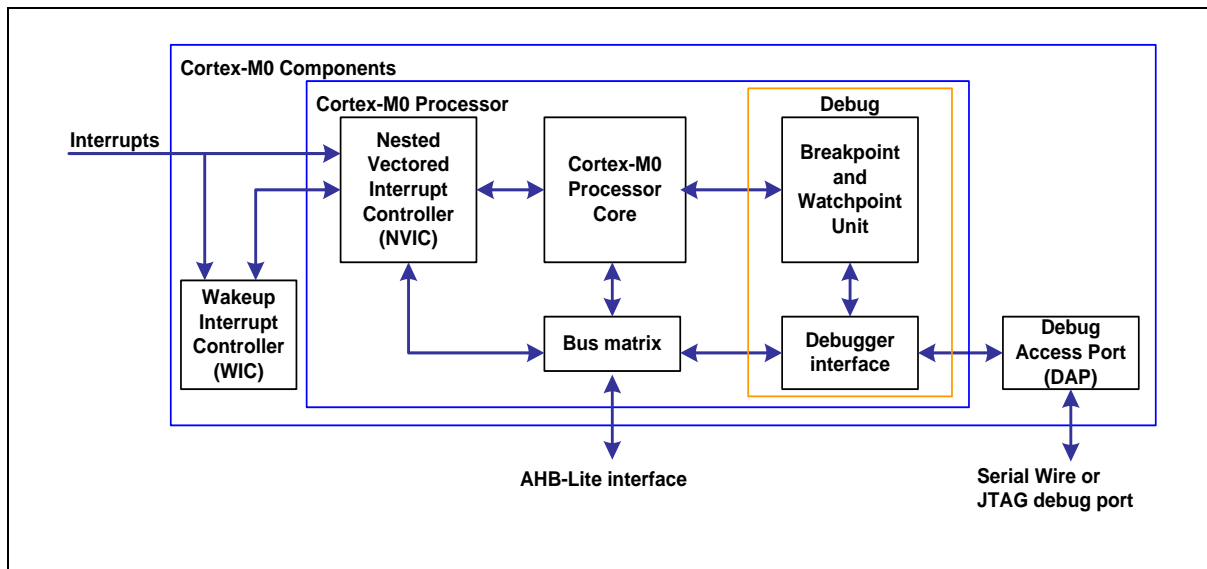 Cortex-M0 Components
Cortex-M0 Processor
Debug
Interrupts
Nested
Vectored
Interrupt
Controller
(NVIC)
Cortex-M0
Processor
Core
Breakpoint
and
Watchpoint
Unit
Wakeup
Interrupt
Controller
(WIC)
Bus matrix
Debugger
interface
Debug
Access Port
(DAP)
AHB-Lite interface
Serial Wire or
JTAG debug port